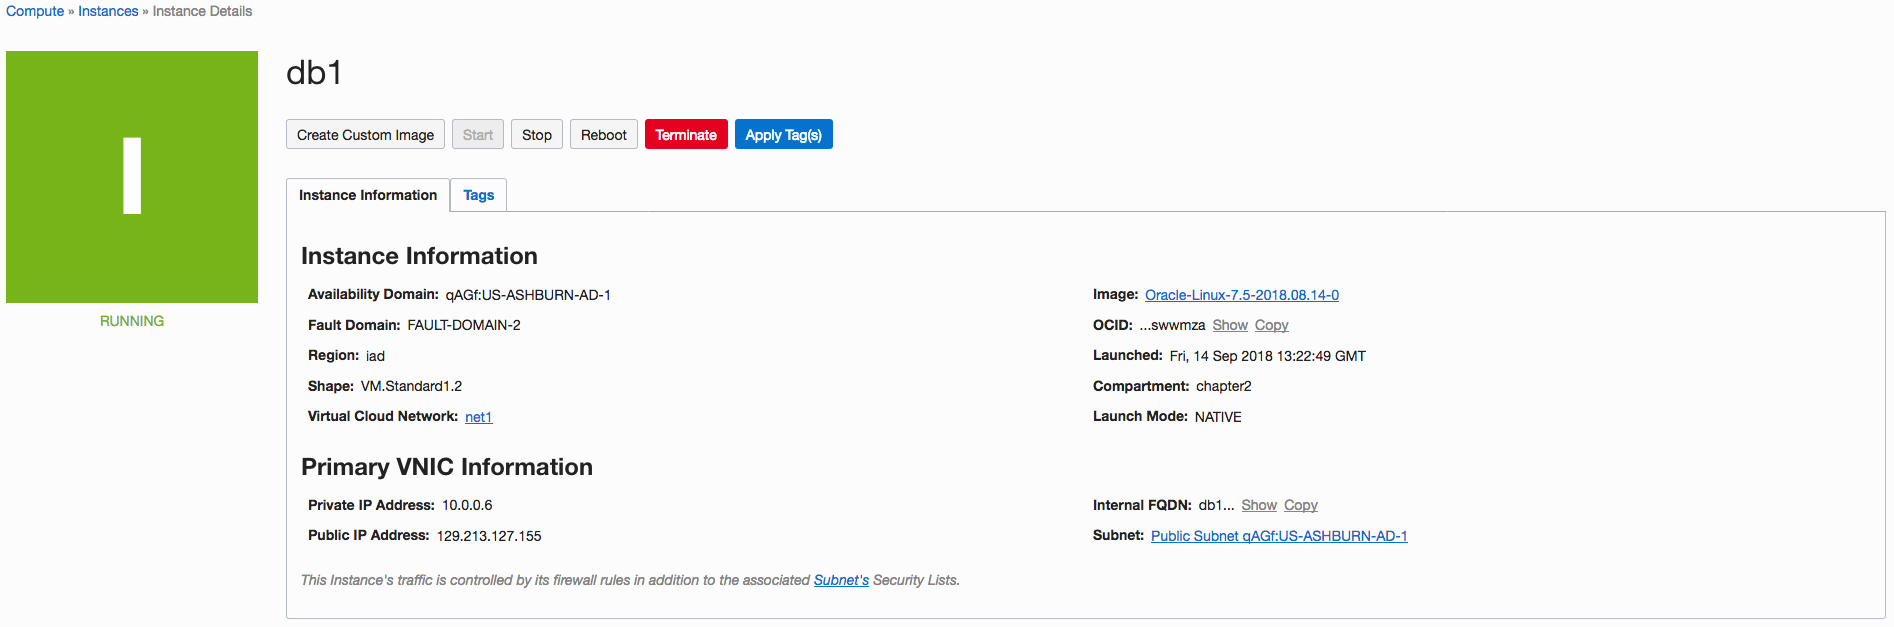 Compute » Instances » Instance Details
I
RUNNING
db1
Create Custom Image Start Stop Reboot Terminate Apply Tag(s)
Instance Information Tags
Instance Information
Availability Domain: qAGf:US-ASHBURN-AD-1
Fault Domain: FAULT-DOMAIN-2
Region: iad
Shape: VM.Standard1.2
Virtual Cloud Network: net1
Image: Oracle-Linux-7.5-2018.08.14-0
OCID: ...swwmza Show Copy
Launched: Fri, 14 Sep 2018 13:22:49 GMT
Compartment: chapter2
Launch Mode: NATIVE
Primary VNIC Information
Private IP Address: 10.0.0.6
Public IP Address: 129.213.127.155
Internal FQDN: db1... Show Copy
Subnet: Public Subnet qAGf:US-ASHBURN-AD-1
This Instance's traffic is controlled by its firewall rules in addition to the associated Subnet's Security Lists.